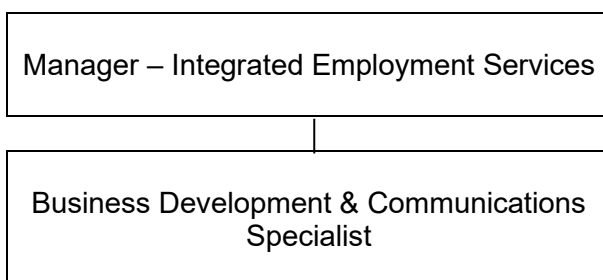 Manager – Integrated Employment Services
Business Development & Communications
Specialist